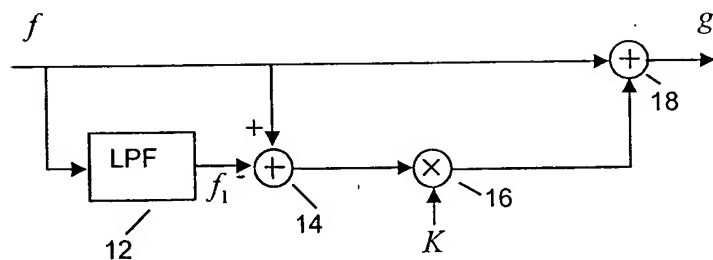 f
g
+
+
18
LPF
f₁
-
+
×
14
16
12
K